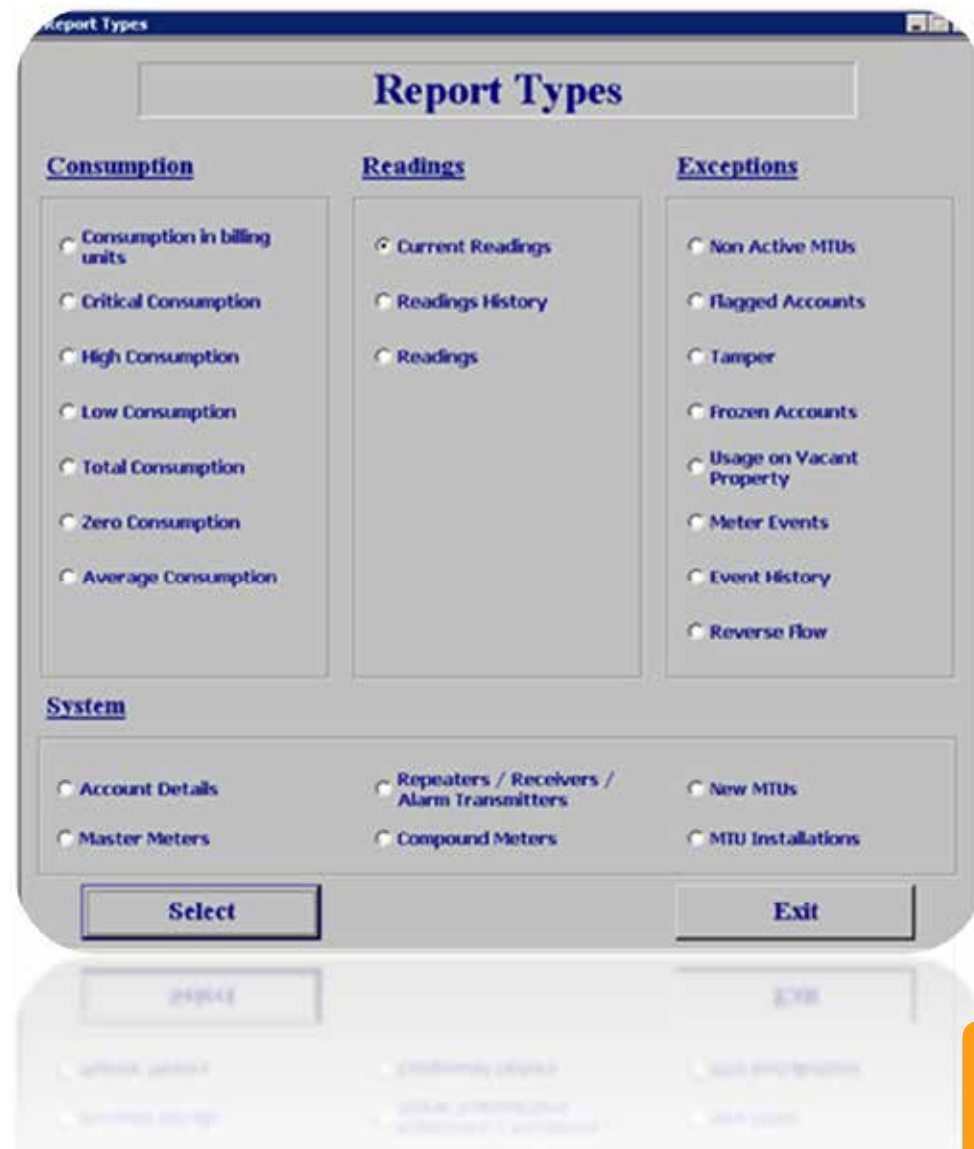 Report Types
Report Types
Consumption
Consumption in billing
units
Critical Consumption
High Consumption
Low Consumption
Total Consumption
Zero Consumption
Average Consumption
Readings
Current Readings
Readings History
Readings
Exceptions
Non Active MTUs
Flagged Accounts
Tamper
Frozen Accounts
Usage on Vacant
Property
Meter Events
Event History
Reverse Flow
System
Account Details
Repeaters / Receivers /
Alarm Transmitters
New MTUs
Master Meters
Compound Meters
MTU Installations
Select
Exit